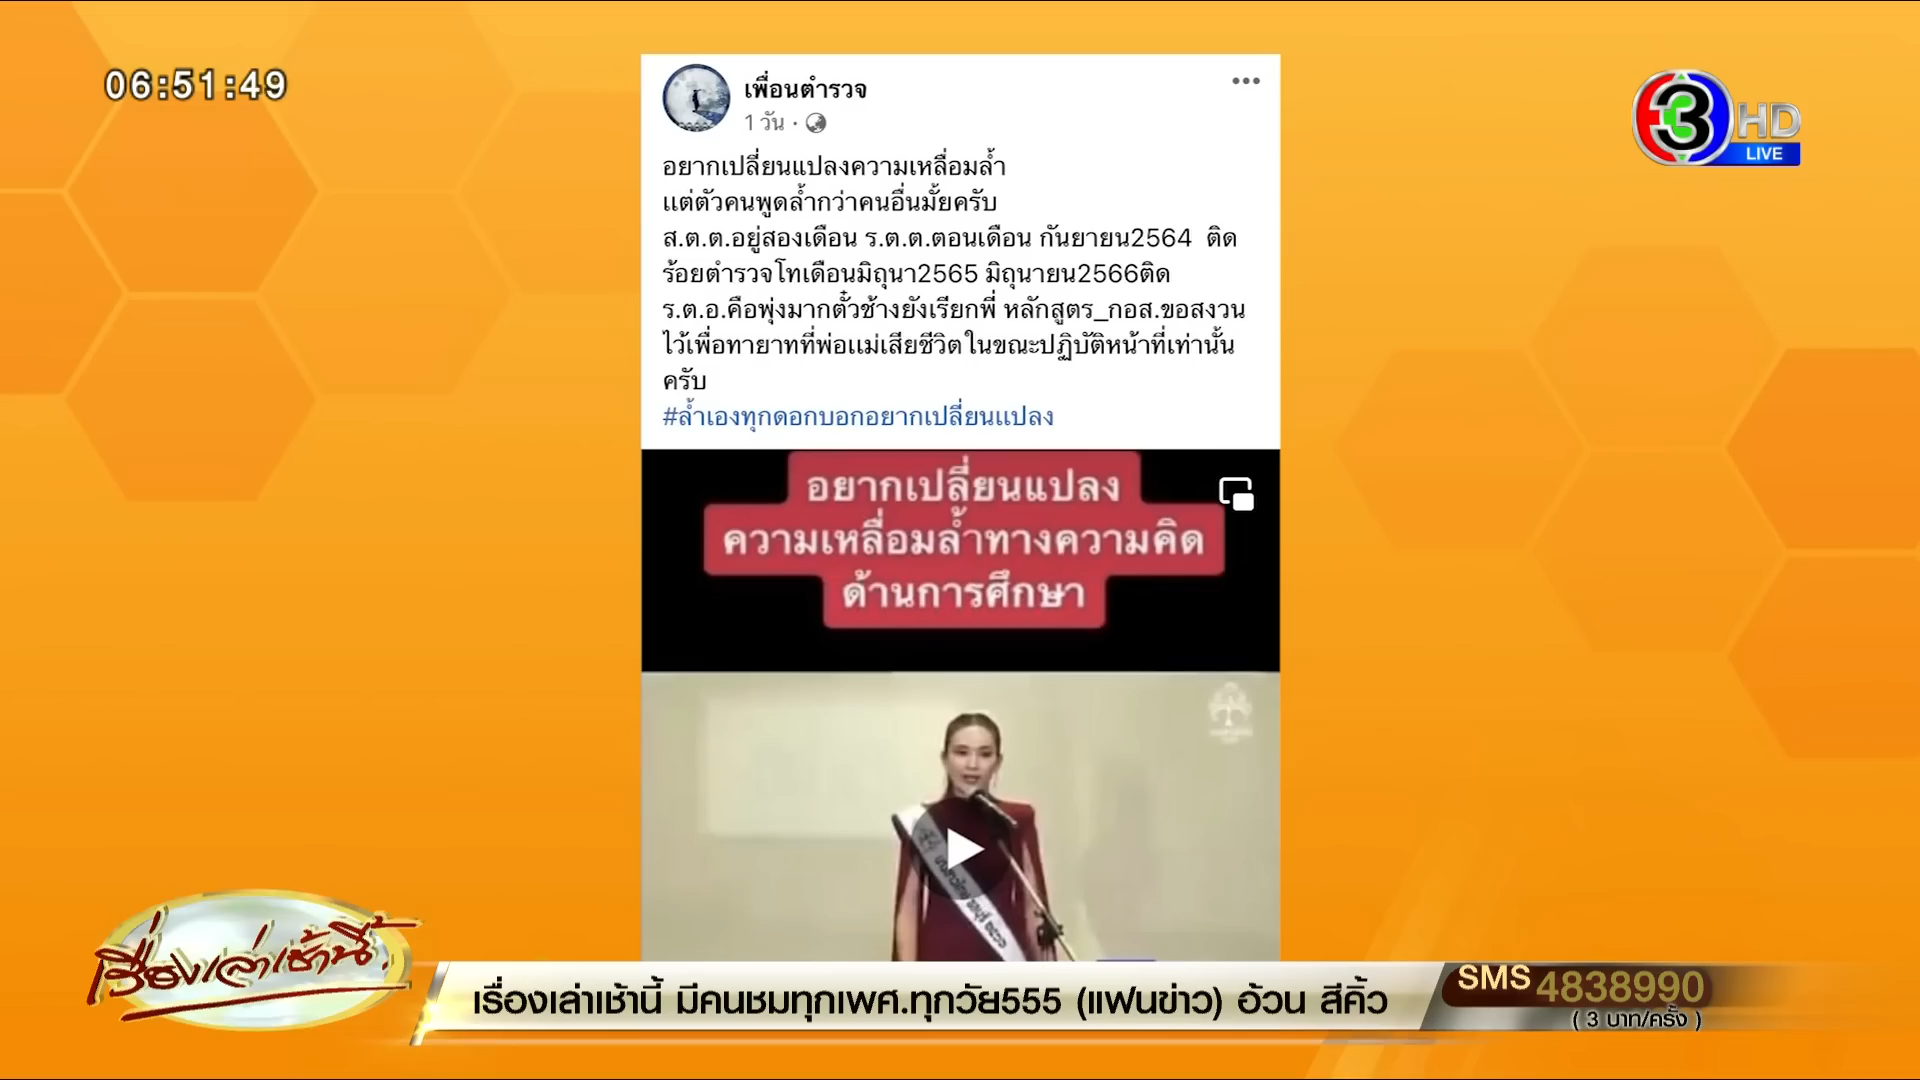 06:51:49
3 HD
LIVE
เพื่อนตำรวจ
1 วัน ·
อยากเปลี่ยนแปลงความเหลื่อมล้ำ
แต่ตัวคนพูดล้ำกว่าคนอื่นมั้ยครับ
ส.ต.ต.อยู่สองเดือน ร.ต.ต.ตอนเดือน กันยายน2564 ติด
ร้อยตำรวจโทเดือนมิถุนา2565 มิถุนายน2566ติด
ร.ต.อ.คือพุ่งมากตั๋วช้างยังเรียกพี่ หลักสูตร_กอส.ขอสงวน
ไว้เพื่อทายาทที่พ่อแม่เสียชีวิตในขณะปฏิบัติหน้าที่เท่านั้น
ครับ
#ล้ำเองทุกดอกบอกอยากเปลี่ยนแปลง
อยากเปลี่ยนแปลง
ความเหลื่อมล้ำทางความคิด
ด้านการศึกษา
เรื่องเล่าเช้านี้
เรื่องเล่าเช้านี้ มีคนชมทุกเพศ.ทุกวัย555 (แฟนข่าว) อ้วน สีคิ้ว
SMS 4838990
( 3 บาท/ครั้ง )